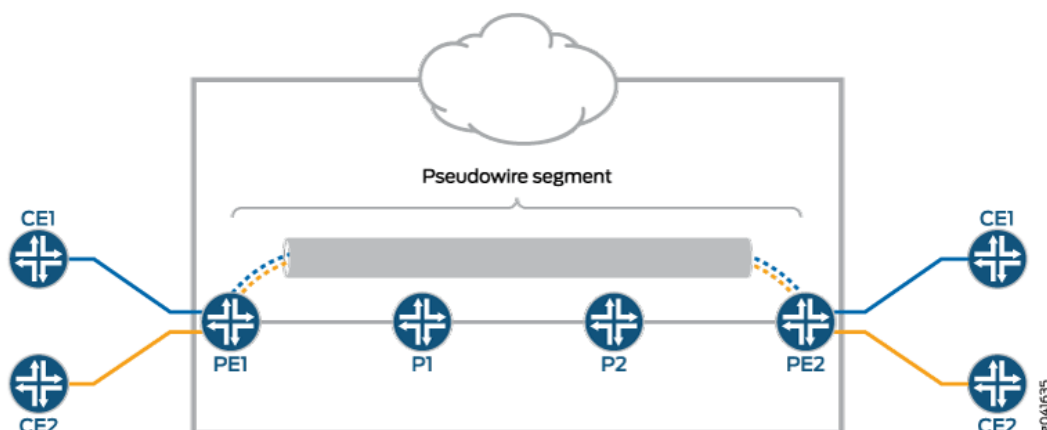 Pseudowire segment
CE1
CE1
PE1
P1
P2
PE2
CE2
CE2
g041635